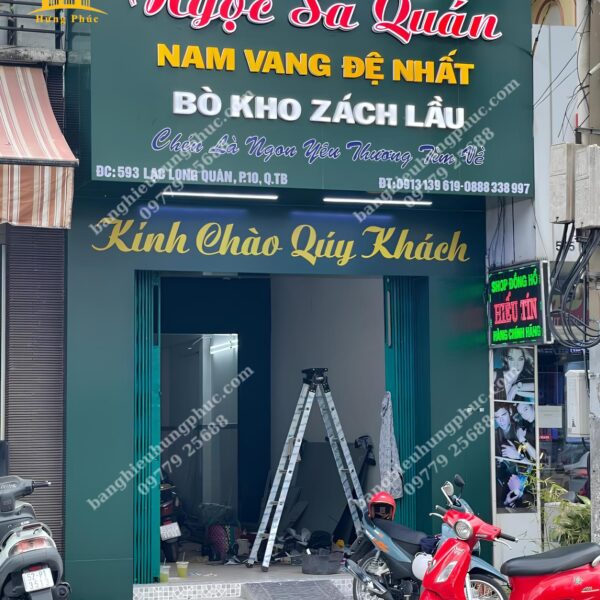 Hưng Phúc
Ngọc Sa Quán
NAM VANG ĐỆ NHẤT
BÒ KHO ZÁCH LẦU
Chén Là Ngon Yêu Thương Tìm Về
ĐC: 593 LẠC LONG QUÂN, P.10, Q.TB
ĐT:0913 139 619-0888 338 997
Kính Chào Qúy Khách
SHOP ĐỒNG HỒ
HIẾU TÍN
HÀNG CHÍNH HÃNG
banghieuhungphuc.com
09779 25688